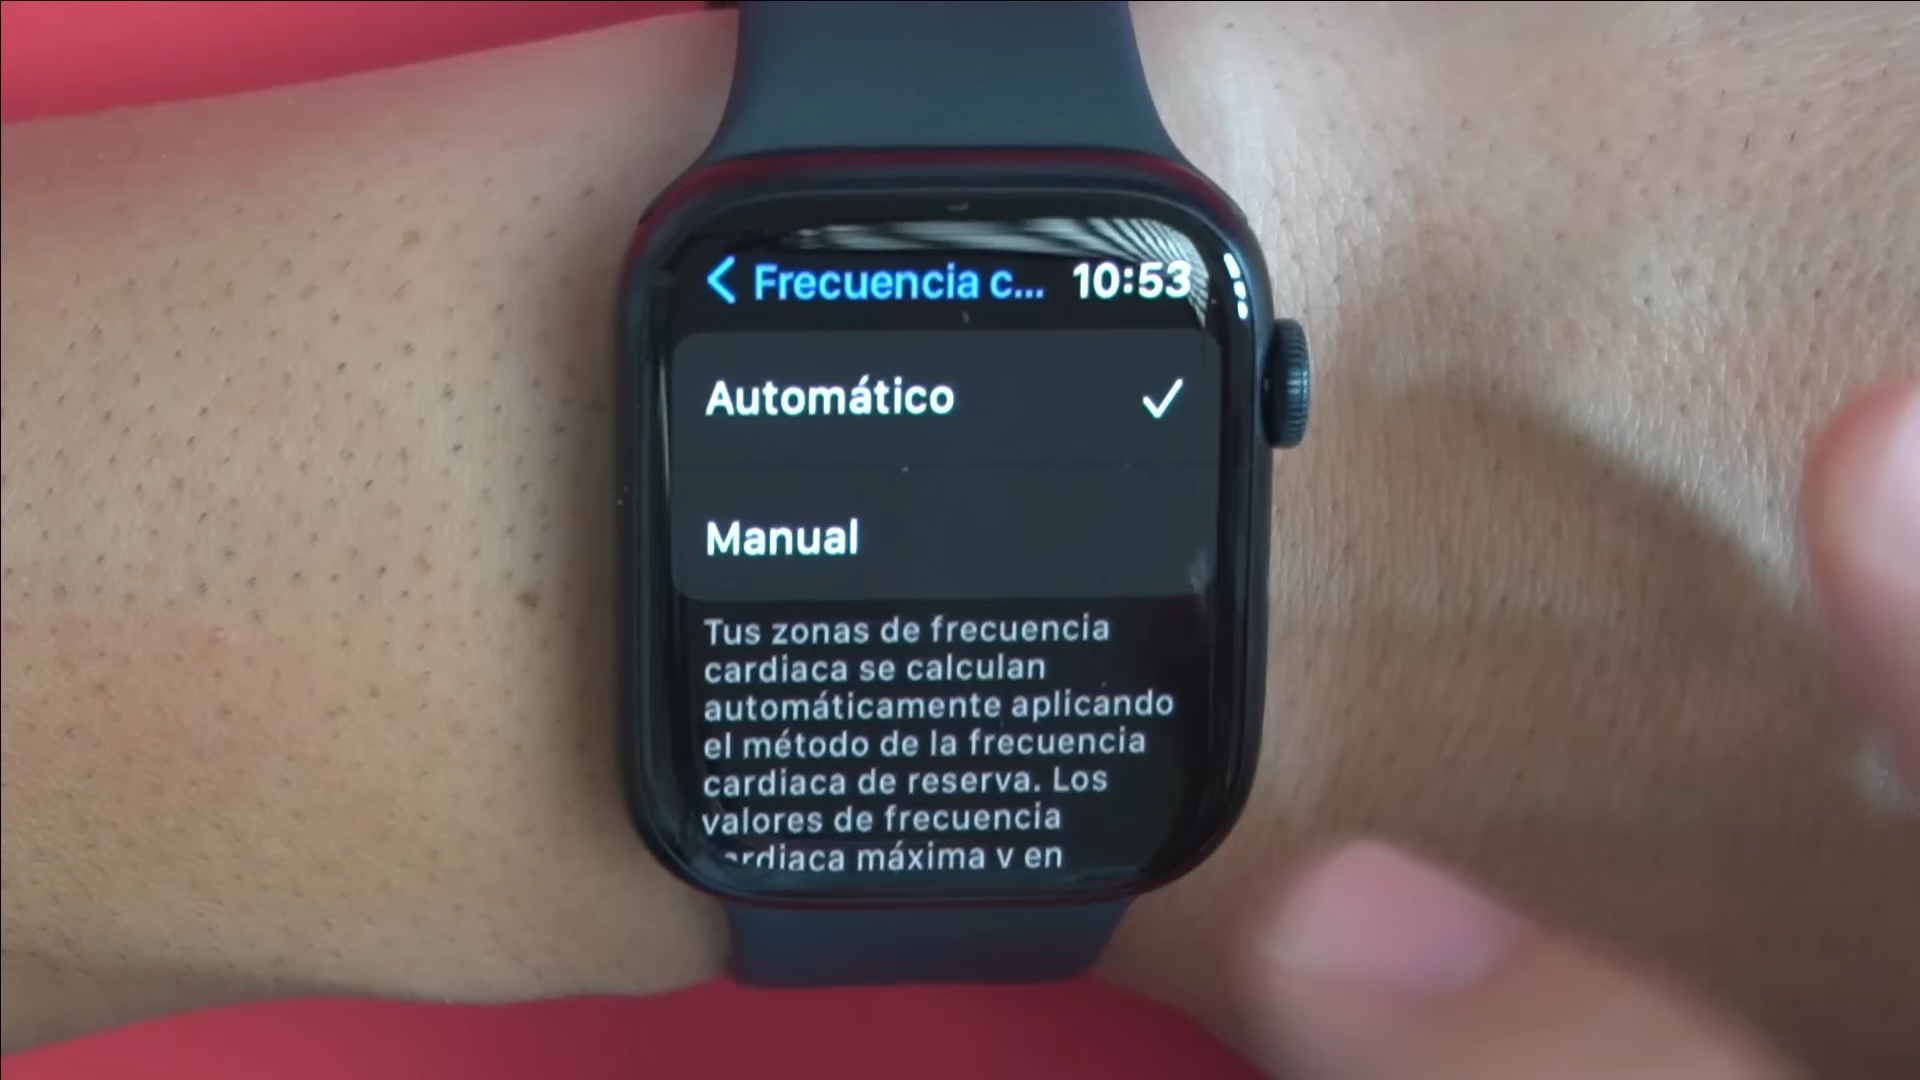 Frecuencia c... 10:53
Automático
Manual
Tus zonas de frecuencia
cardiaca se calculan
automáticamente aplicando
el método de la frecuencia
cardiaca de reserva. Los
valores de frecuencia
cardiaca máxima y en